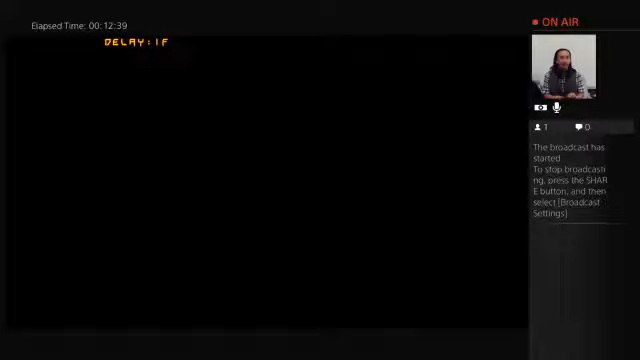 Elapsed Time: 00:12:39
ON AIR
DELAY:1F
1 0
The broadcast has
started.
To stop broadcasti
ng, press the SHAR
E button, and then
select [Broadcast
Settings]